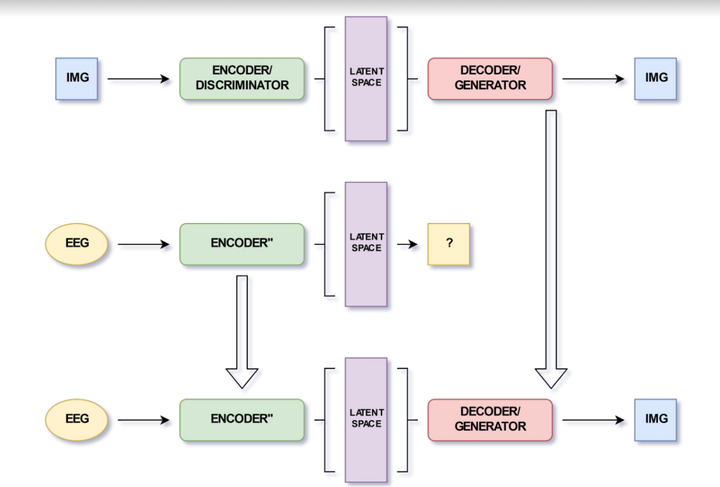 IMG
ENCODER/
DISCRIMINATOR
LATENT
SPACE
DECODER/
GENERATOR
IMG
EEG
ENCODER"
LATENT
SPACE
?
EEG
ENCODER"
LATENT
SPACE
DECODER/
GENERATOR
IMG